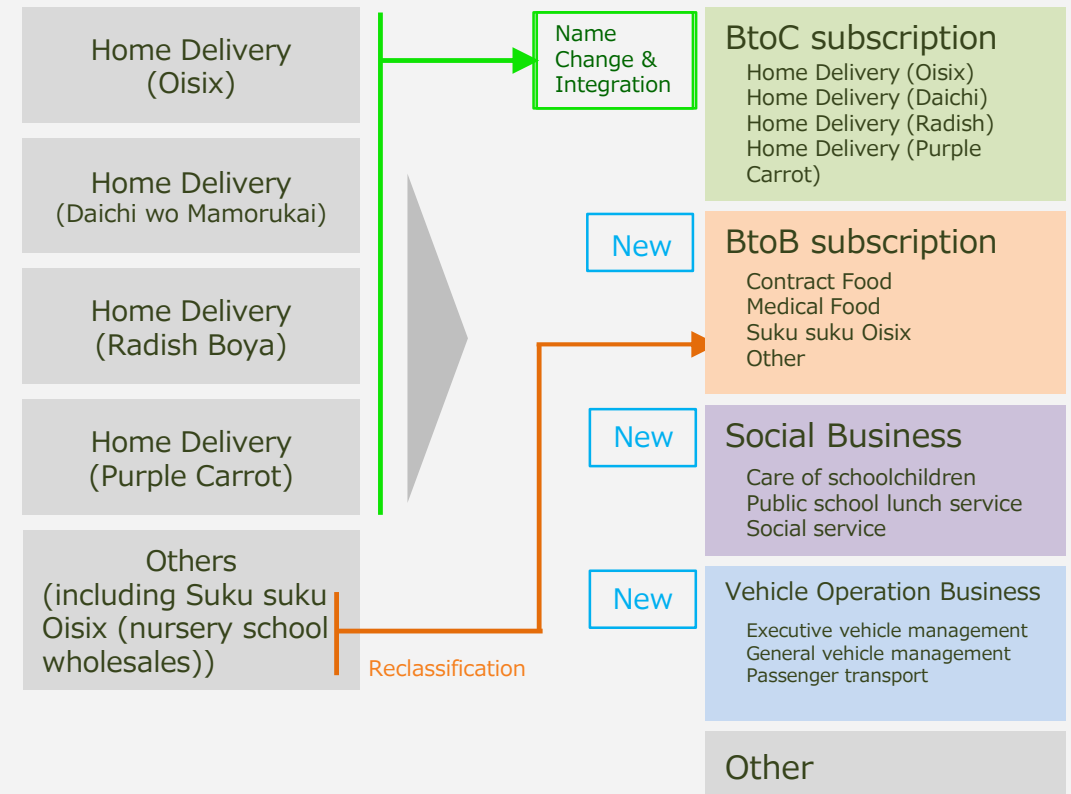 Home Delivery
(Oisix)
Home Delivery
(Daichi wo Mamorukai)
Home Delivery
(Radish Boya)
Home Delivery
(Purple Carrot)
Others
(including Suku suku
Oisix (nursery school
wholesales))
Reclassification
Name
Change &
Integration
New
New
New
BtoC subscription
Home Delivery (Oisix)
Home Delivery (Daichi)
Home Delivery (Radish)
Home Delivery (Purple
Carrot)
BtoB subscription
Contract Food
Medical Food
Suku suku Oisix
Other
Social Business
Care of schoolchildren
Public school lunch service
Social service
Vehicle Operation Business
Executive vehicle management
General vehicle management
Passenger transport
Other